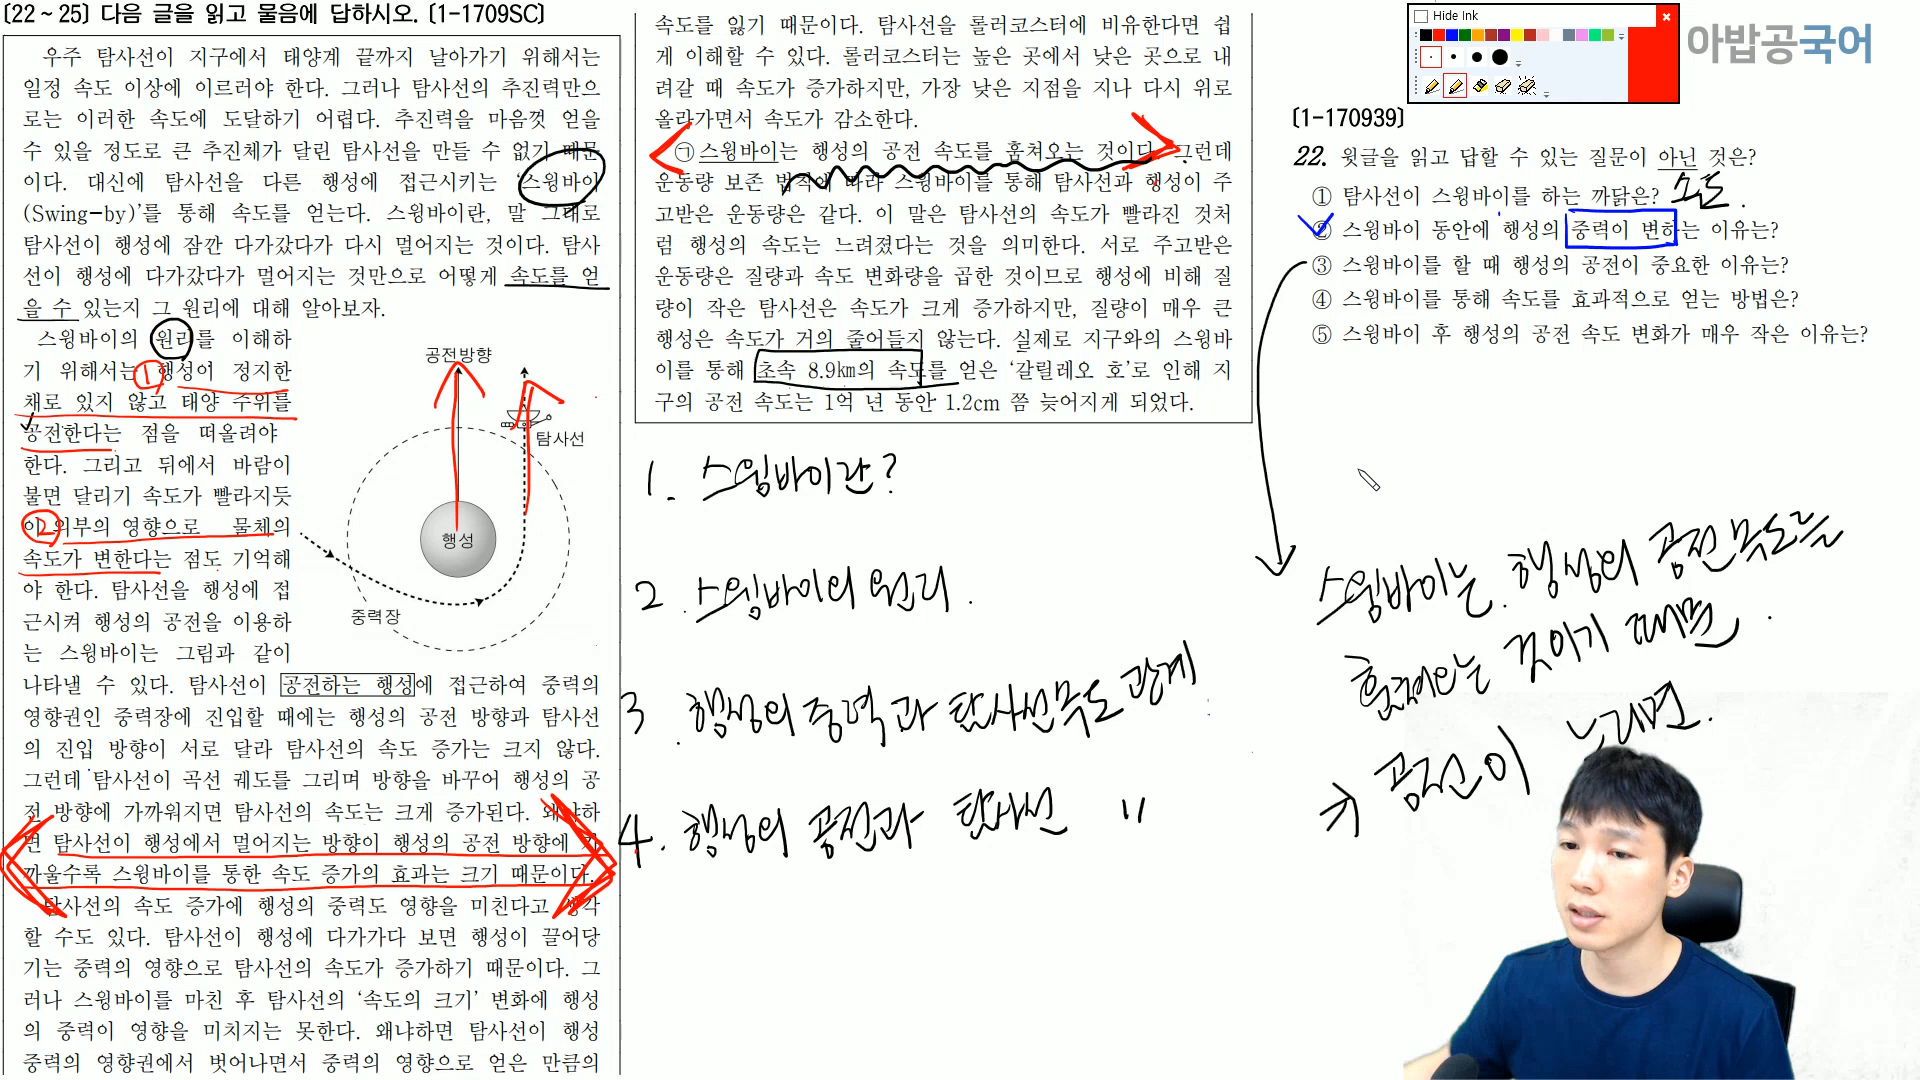 [22 ~ 25] 다음 글을 읽고 물음에 답하시오. [1-1709SC]
우주 탐사선이 지구에서 태양계 끝까지 날아가기 위해서는
일정 속도 이상에 이르러야 한다. 그러나 탐사선의 추진력만으
로는 이러한 속도에 도달하기 어렵다. 추진력을 마음껏 얻을
수 있을 정도로 큰 추진체가 달린 탐사선을 만들 수 없기 때문
이다. 대신에 탐사선을 다른 행성에 접근시키는 ‘스윙바이
(Swing-by)’를 통해 속도를 얻는다. 스윙바이란, 말 그대로
탐사선이 행성에 잠깐 다가갔다가 다시 멀어지는 것이다. 탐사
선이 행성에 다가갔다가 멀어지는 것만으로 어떻게 속도를 얻
을 수 있는지 그 원리에 대해 알아보자.
스윙바이의 원리를 이해하
기 위해서는 행성이 정지한
채로 있지 않고 태양 주위를
공전한다는 점을 떠올려야
한다. 그리고 뒤에서 바람이
불면 달리기 속도가 빨라지듯
이 외부의 영향으로 물체의
속도가 변한다는 점도 기억해
야 한다. 탐사선을 행성에 접
근시켜 행성의 공전을 이용하
는 스윙바이는 그림과 같이
나타낼 수 있다. 탐사선이 공전하는 행성에 접근하여 중력의
영향권인 중력장에 진입할 때에는 행성의 공전 방향과 탐사선
의 진입 방향이 서로 달라 탐사선의 속도 증가는 크지 않다.
그런데 탐사선이 곡선 궤도를 그리며 방향을 바꾸어 행성의 공
전 방향에 가까워지면 탐사선의 속도는 크게 증가된다. 왜냐하
면 탐사선이 행성에서 멀어지는 방향이 행성의 공전 방향에 가
까울수록 스윙바이를 통한 속도 증가의 효과는 크기 때문이다.
탐사선의 속도 증가에 행성의 중력도 영향을 미친다고 생각
할 수도 있다. 탐사선이 행성에 다가가다 보면 행성이 끌어당
기는 중력의 영향으로 탐사선의 속도가 증가하기 때문이다. 그
러나 스윙바이를 마친 후 탐사선의 ‘속도의 크기’ 변화에 행성
의 중력이 영향을 미치지는 못한다. 왜냐하면 탐사선이 행성
중력의 영향권에서 벗어나면서 중력의 영향으로 얻은 만큼의
①
②
공전방향
탐사선
행성
중력장
속도를 잃기 때문이다. 탐사선을 롤러코스터에 비유한다면 쉽
게 이해할 수 있다. 롤러코스터는 높은 곳에서 낮은 곳으로 내
려갈 때 속도가 증가하지만, 가장 낮은 지점을 지나 다시 위로
올라가면서 속도가 감소한다.
㉠ 스윙바이는 행성의 공전 속도를 훔쳐오는 것이다. 그런데
운동량 보존 법칙에 따라 스윙바이를 통해 탐사선과 행성이 주
고받은 운동량은 같다. 이 말은 탐사선의 속도가 빨라진 것처
럼 행성의 속도는 느려졌다는 것을 의미한다. 서로 주고받은
운동량은 질량과 속도 변화량을 곱한 것이므로 행성에 비해 질
량이 작은 탐사선은 속도가 크게 증가하지만, 질량이 매우 큰
행성은 속도가 거의 줄어들지 않는다. 실제로 지구와의 스윙바
이를 통해 초속 8.9㎞의 속도를 얻은 ‘갈릴레오 호’로 인해 지
구의 공전 속도는 1억 년 동안 1.2cm 쯤 늦어지게 되었다.
1. 스윙바이란?
2. 스윙바이의 원리.
3. 행성의 중력과 탐사선속도 관계
4. 행성의 공전과 탐사선 〃
Hide Ink
아밥공국어
[1-170939]
22. 윗글을 읽고 답할 수 있는 질문이 아닌 것은?
① 탐사선이 스윙바이를 하는 까닭은? 속도.
② 스윙바이 동안에 행성의 중력이 변하는 이유는?
③ 스윙바이를 할 때 행성의 공전이 중요한 이유는?
④ 스윙바이를 통해 속도를 효과적으로 얻는 방법은?
⑤ 스윙바이 후 행성의 공전 속도 변화가 매우 작은 이유는?
스윙바이는 행성의 공전속도를
훔쳐오는 것이기 때문.
→ 공전이 느려면.